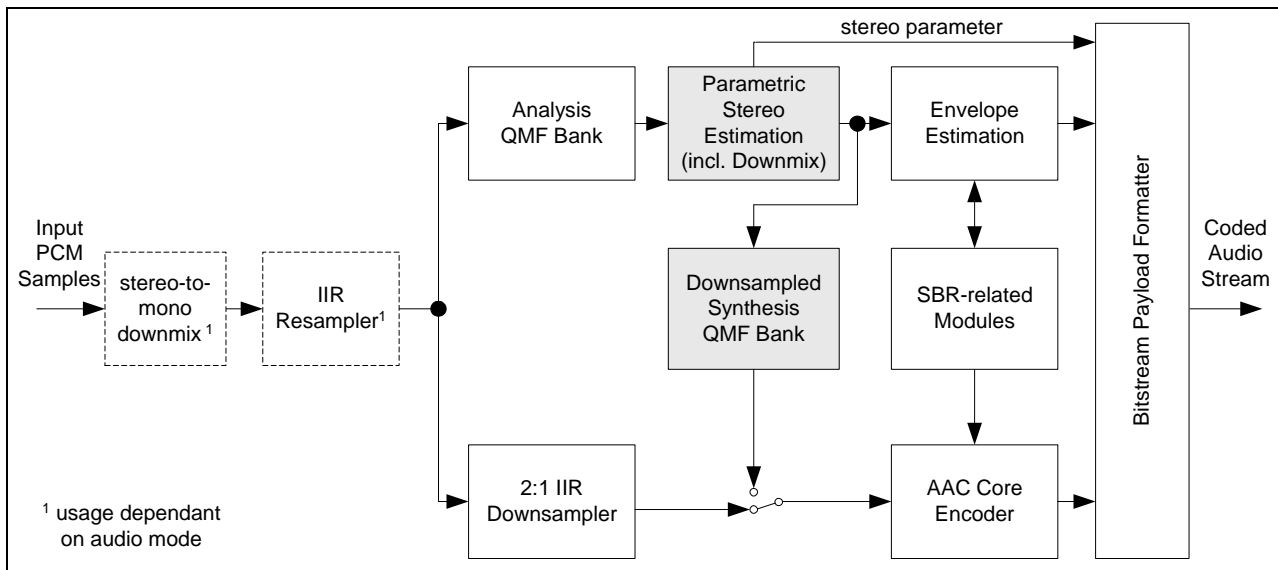 stereo parameter
Parametric
Stereo
Estimation
(incl. Downmix)
Analysis
QMF Bank
Envelope
Estimation
Input
PCM
Samples
stereo-to-
mono
downmix ¹
IIR
Resampler¹
Downsampled
Synthesis
QMF Bank
SBR-related
Modules
Bitstream Payload Formatter
Coded
Audio
Stream
2:1 IIR
Downsampler
AAC Core
Encoder
¹ usage dependant
on audio mode